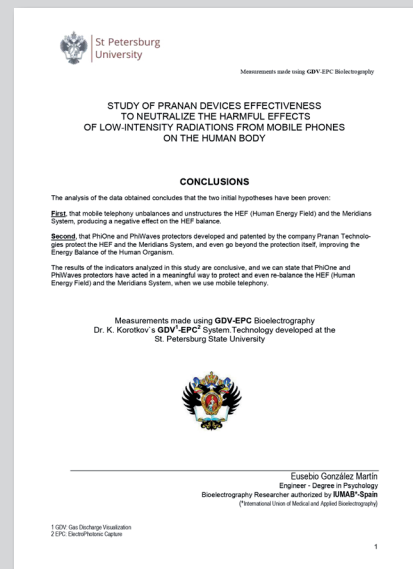 St Petersburg
University
Measurements made using GDV-EPC Biolectrography
STUDY OF PRANAN DEVICES EFFECTIVENESS
TO NEUTRALIZE THE HARMFUL EFFECTS
OF LOW-INTENSITY RADIATIONS FROM MOBILE PHONES
ON THE HUMAN BODY
CONCLUSIONS
The analysis of the data obtained concludes that the two initial hypotheses have been proven:
First, that mobile telephony unbalances and unstructures the HEF (Human Energy Field) and the Meridians
System, producing a negative effect on the HEF balance.
Second, that PhiOne and PhiWaves protectors developed and patented by the company Pranan Technolo-
gies protect the HEF and the Meridians System, and even go beyond the protection itself, improving the
Energy Balance of the Human Organism.
The results of the indicators analyzed in this study are conclusive, and we can state that PhiOne and
PhiWaves protectors have acted in a meaningful way to protect and even re-balance the HEF (Human
Energy Field) and the Meridians System, when we use mobile telephony.
Measurements made using GDV-EPC Bioelectrography
Dr. K. Korotkov`s GDV1-EPC2 System.Technology developed at the
St. Petersburg State University
Eusebio González Martín
Engineer - Degree in Psychology
Bioelectrography Researcher authorized by IUMAB*-Spain
(*International Union of Medical and Applied Bioelectrography)
1 GDV: Gas Discharge Visualization
2 EPC: ElectroPhotonic Capture
1